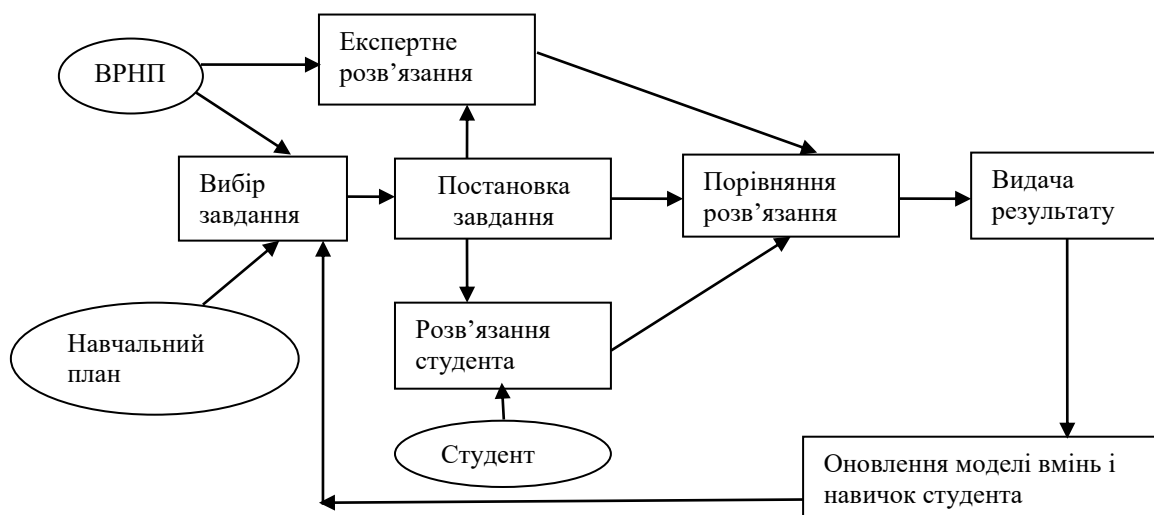 Експертне
розв’язання
ВРНП
Вибір
завдання
Постановка
завдання
Порівняння
розв’язання
Видача
результату
Навчальний
план
Розв’язання
студента
Студент
Оновлення моделі вмінь і
навичок студента